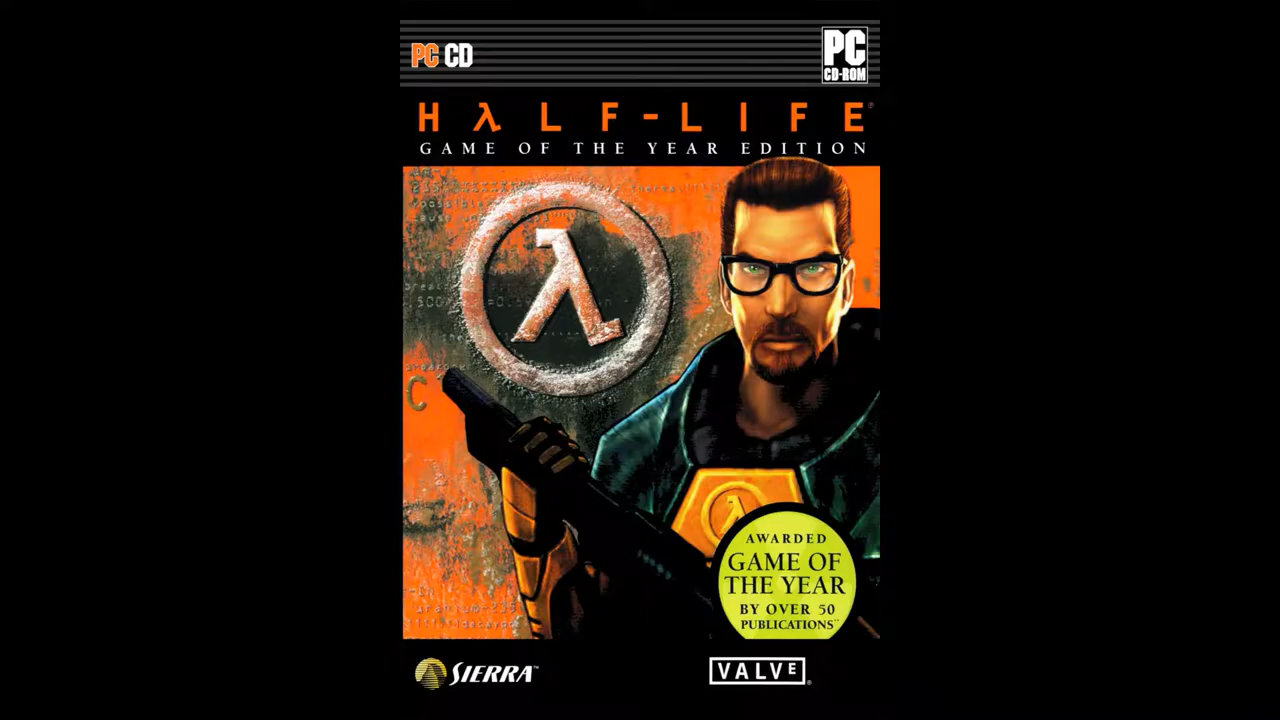 PC CD
PC
CD-ROM
HλLF-LIFE®
GAME OF THE YEAR EDITION
C
AWARDED
GAME OF
THE YEAR
BY OVER 50
PUBLICATIONS
SIERRA™
VALVE®